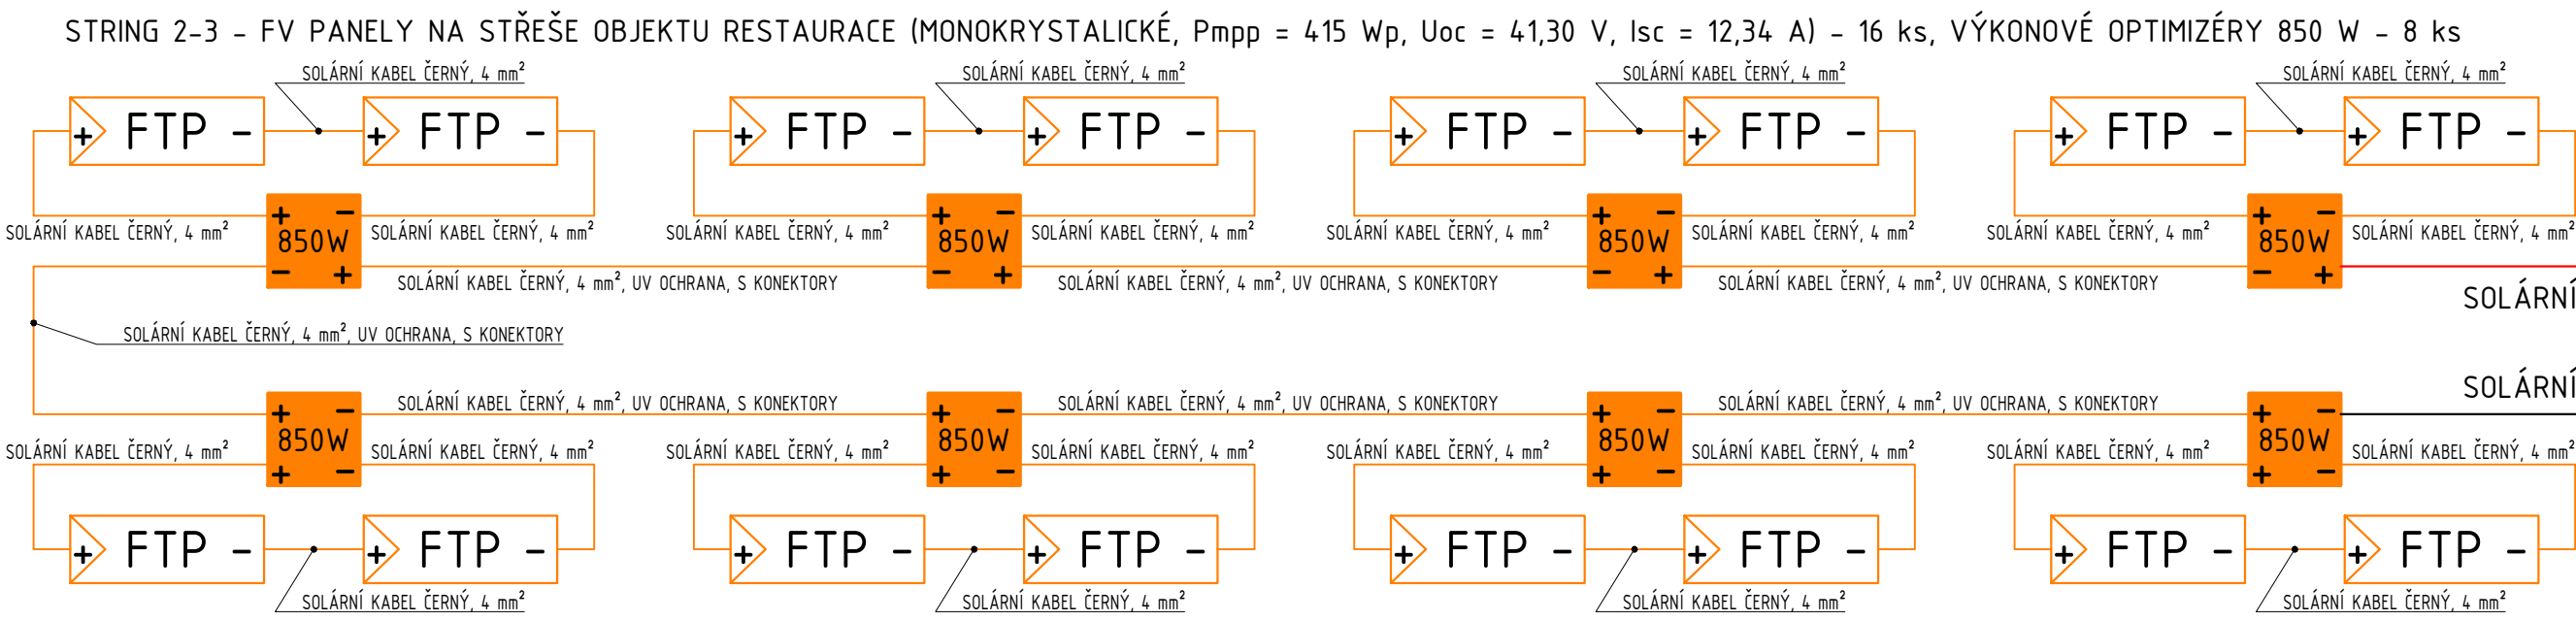 STRING 2-3 - FV PANELY NA STŘEŠE OBJEKTU RESTAURACE (MONOKRYSTALICKÉ, Pmpp = 415 Wp, Uoc = 41,30 V, Isc = 12,34 A) - 16 ks, VÝKONOVÉ OPTIMIZÉRY 850 W - 8 ks
SOLÁRNÍ KABEL ČERNÝ, 4 mm² SOLÁRNÍ KABEL ČERNÝ, 4 mm² SOLÁRNÍ KABEL ČERNÝ, 4 mm² SOLÁRNÍ KABEL ČERNÝ, 4 mm²
+ FTP - + FTP - + FTP - + FTP - + FTP - + FTP - + FTP - + FTP -
+ - + - + - + -
SOLÁRNÍ KABEL ČERNÝ, 4 mm² 850W SOLÁRNÍ KABEL ČERNÝ, 4 mm² SOLÁRNÍ KABEL ČERNÝ, 4 mm² 850W SOLÁRNÍ KABEL ČERNÝ, 4 mm² SOLÁRNÍ KABEL ČERNÝ, 4 mm² 850W SOLÁRNÍ KABEL ČERNÝ, 4 mm² SOLÁRNÍ KABEL ČERNÝ, 4 mm² 850W SOLÁRNÍ KABEL ČERNÝ, 4 mm²
- + SOLÁRNÍ KABEL ČERNÝ, 4 mm², UV OCHRANA, S KONEKTORY - + SOLÁRNÍ KABEL ČERNÝ, 4 mm², UV OCHRANA, S KONEKTORY - + SOLÁRNÍ KABEL ČERNÝ, 4 mm², UV OCHRANA, S KONEKTORY - +
SOLÁRNÍ
SOLÁRNÍ KABEL ČERNÝ, 4 mm², UV OCHRANA, S KONEKTORY
SOLÁRNÍ
+ - SOLÁRNÍ KABEL ČERNÝ, 4 mm², UV OCHRANA, S KONEKTORY + - SOLÁRNÍ KABEL ČERNÝ, 4 mm², UV OCHRANA, S KONEKTORY + - SOLÁRNÍ KABEL ČERNÝ, 4 mm², UV OCHRANA, S KONEKTORY + -
SOLÁRNÍ KABEL ČERNÝ, 4 mm² 850W SOLÁRNÍ KABEL ČERNÝ, 4 mm² SOLÁRNÍ KABEL ČERNÝ, 4 mm² 850W SOLÁRNÍ KABEL ČERNÝ, 4 mm² SOLÁRNÍ KABEL ČERNÝ, 4 mm² 850W SOLÁRNÍ KABEL ČERNÝ, 4 mm² SOLÁRNÍ KABEL ČERNÝ, 4 mm² 850W SOLÁRNÍ KABEL ČERNÝ, 4 mm²
+ - + - + - + -
+ FTP - + FTP - + FTP - + FTP - + FTP - + FTP - + FTP - + FTP -
SOLÁRNÍ KABEL ČERNÝ, 4 mm² SOLÁRNÍ KABEL ČERNÝ, 4 mm² SOLÁRNÍ KABEL ČERNÝ, 4 mm² SOLÁRNÍ KABEL ČERNÝ, 4 mm²